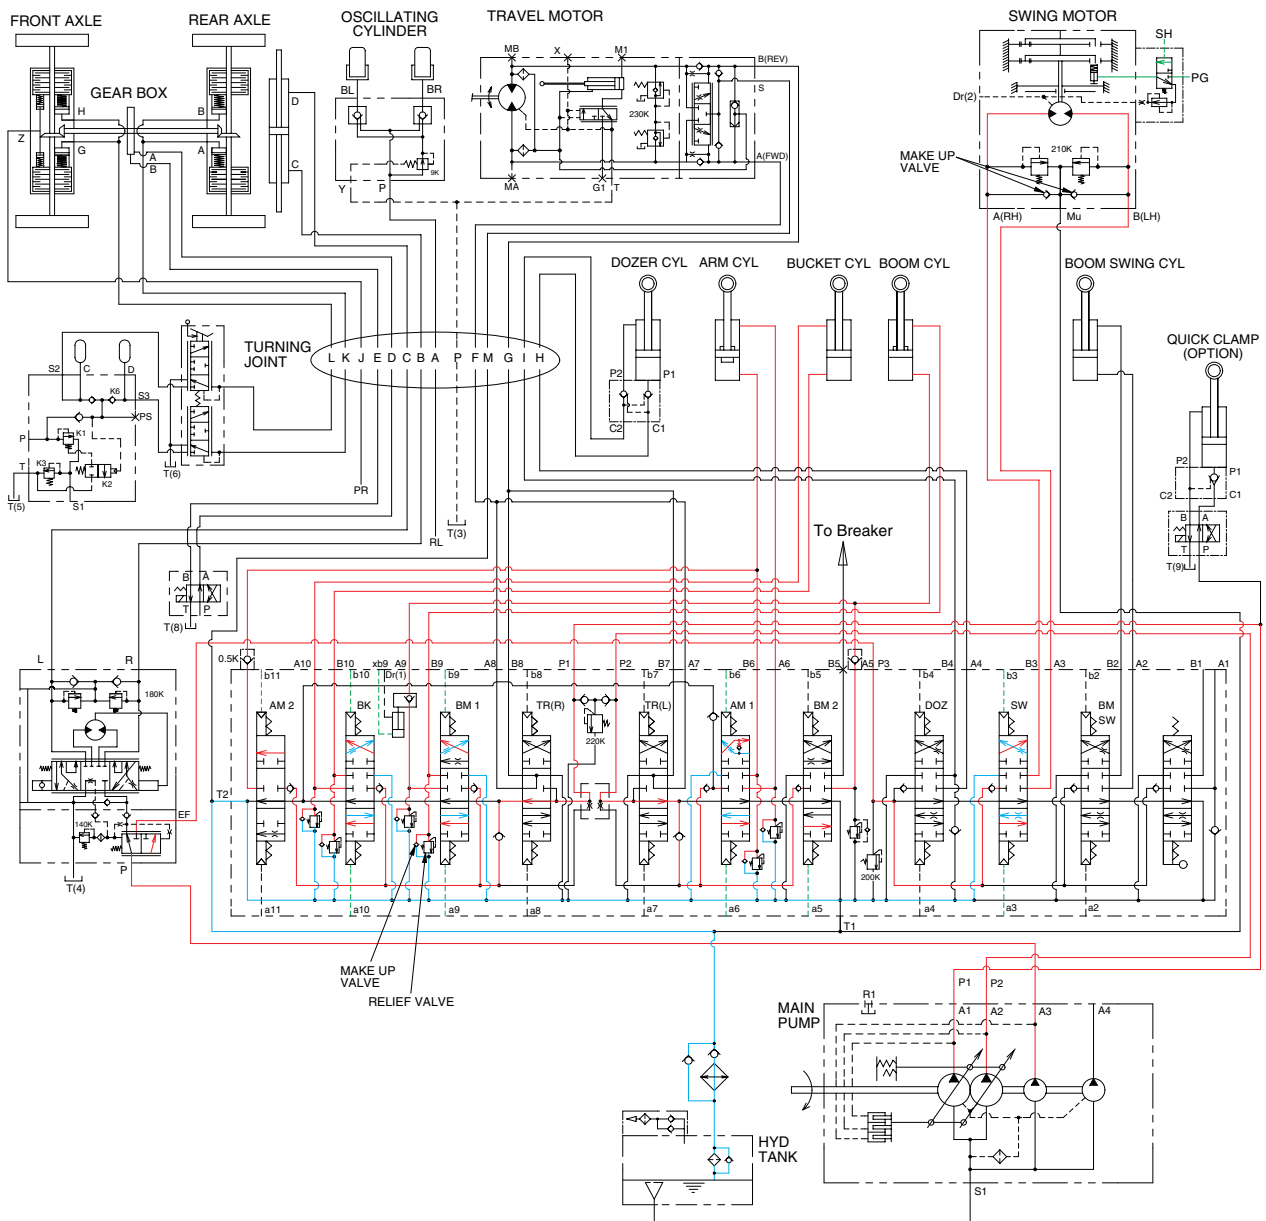 FRONT AXLE
REAR AXLE
OSCILLATING
CYLINDER
TRAVEL MOTOR
SWING MOTOR
MB
X
M1
B(REV)
S
SH
PG
Dr(2)
GEAR BOX
H
B
D
BL
BR
Z
G
A
A
B
C
230K
9K
A(FWD)
Y
P
MA
G1
T
210K
MAKE UP
VALVE
A(RH)
Mu
B(LH)
DOZER CYL
ARM CYL
BUCKET CYL
BOOM CYL
BOOM SWING CYL
QUICK CLAMP
(OPTION)
TURNING
JOINT
L K J E D C B A P F M G I H
S2
C
D
K6
S3
PS
P
K1
T
K3
K2
T(5)
S1
T(6)
P2
P1
C2
C1
P2
P1
C2
C1
B
A
T
P
T(9)
PR
RL
T(3)
To Breaker
B
A
T
P
T(8)
L
R
0.5K
180K
A10
B10
xb9
A9
B9
A8
B8
P1
P2
B7
A7
B6
A6
B5
A5
P3
B4
A4
B3
A3
B2
A2
B1
A1
b11
b10
Dr(1)
b9
b8
b7
b6
b5
b4
b3
b2
AM 2
BK
BM 1
TR(R)
TR(L)
AM 1
BM 2
DOZ
SW
BM
SW
220K
T2
EF
140K
P
T(4)
200K
a11
a10
a9
a8
a7
a6
a5
a4
a3
a2
T1
MAKE UP
VALVE
RELIEF VALVE
P1
P2
MAIN
PUMP
R1
A1
A2
A3
A4
HYD
TANK
S1